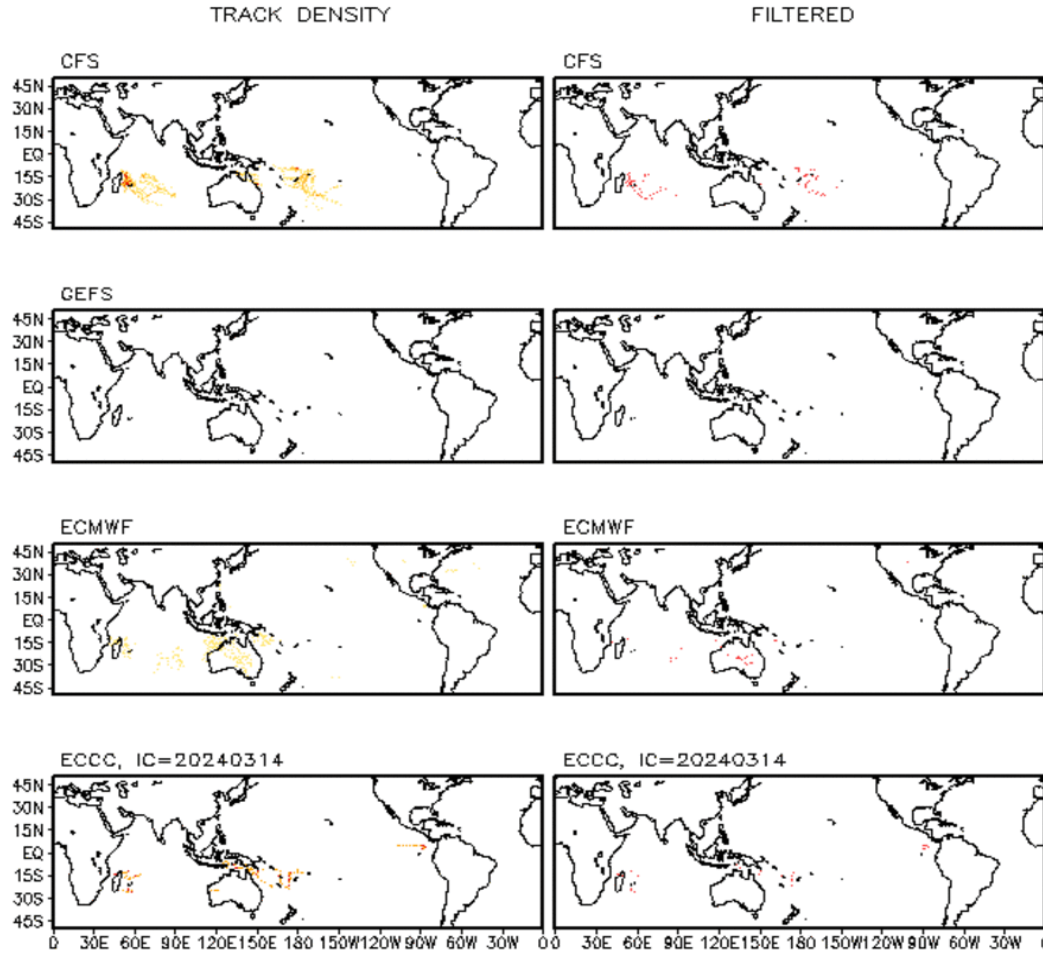 TRACK DENSITY FILTERED
CFS CFS
45N
30N
15N
EQ
15S
30S
45S
GEFS GEFS
45N
30N
15N
EQ
15S
30S
45S
ECMWF ECMWF
45N
30N
15N
EQ
15S
30S
45S
ECCC, IC=20240314 ECCC, IC=20240314
45N
30N
15N
EQ
15S
30S
45S
0 30E 60E 90E 120E 150E 180 150W 120W 90W 60W 30W 0 30E 60E 90E 120E 150E 180 150W 120W 90W 60W 30W